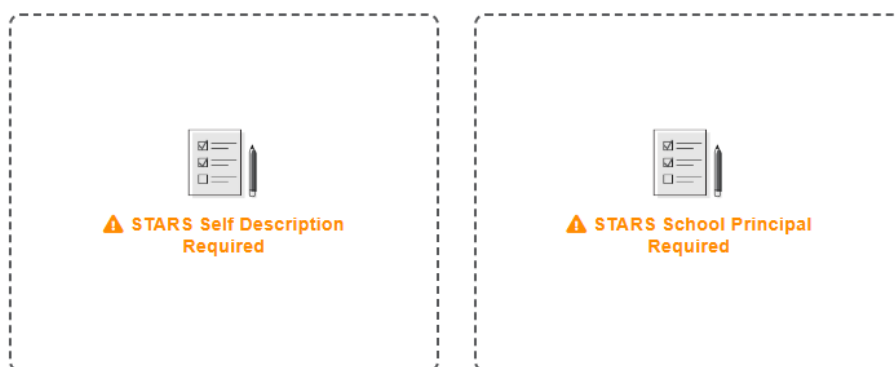 STARS Self Description
Required
STARS School Principal
Required